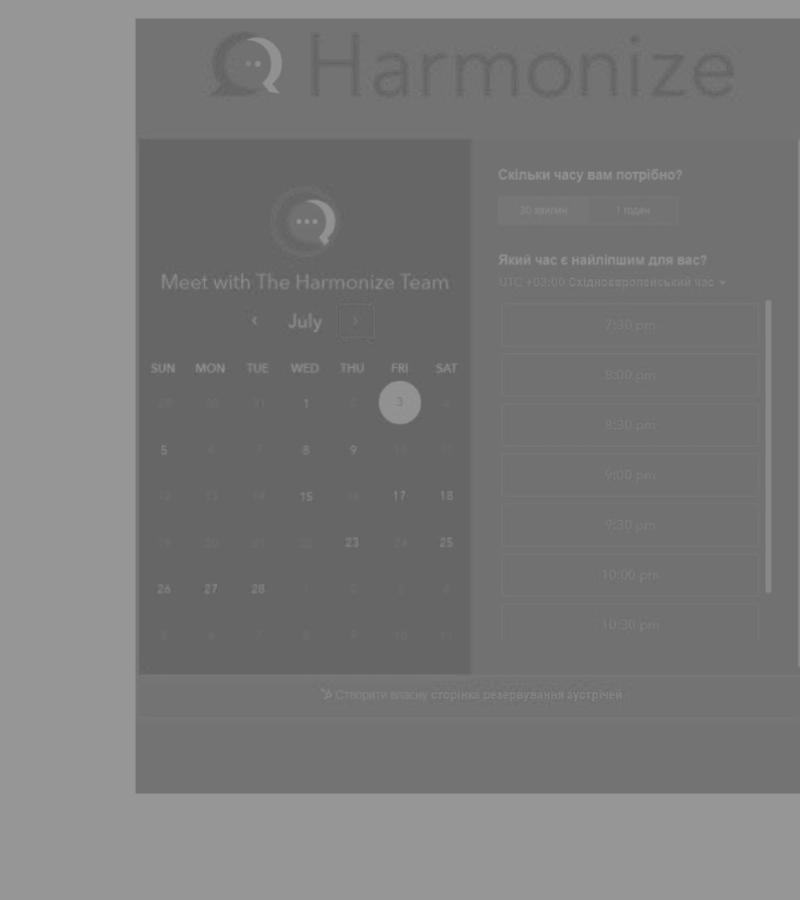 Harmonize
Meet with The Harmonize Team
July
SUN MON TUE WED THU FRI SAT
29 30 31 1 2 3 4
5 6 7 8 9 10 11
12 13 14 15 16 17 18
19 20 21 22 23 24 25
26 27 28 1 2 3 4
5 6 7 8 9 10 11
Скільки часу вам потрібно?
30 хвилин 1 годин
Який час є найліпшим для вас?
UTC +03:00 Східноєвропейський час
7:30 pm
8:00 pm
8:30 pm
9:00 pm
9:30 pm
10:00 pm
10:30 pm
Створити власну сторінка резервування зустрічей